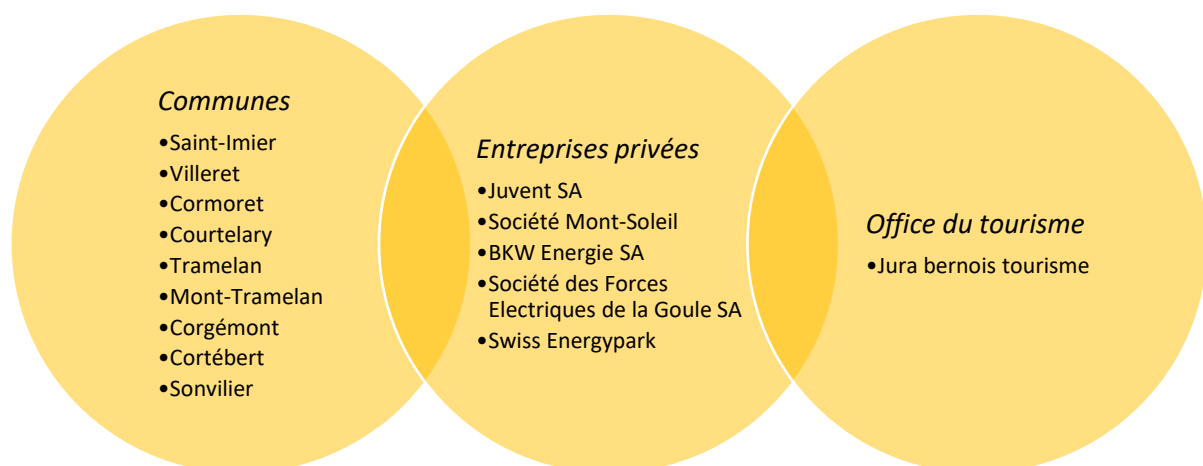 Communes
•Saint-Imier
•Villeret
•Cormoret
•Courtelary
•Tramelan
•Mont-Tramelan
•Corgémont
•Cortébert
•Sonvilier
Entreprises privées
•Juvent SA
•Société Mont-Soleil
•BKW Energie SA
•Société des Forces
Electriques de la Goule SA
•Swiss Energypark
Office du tourisme
•Jura bernois tourisme